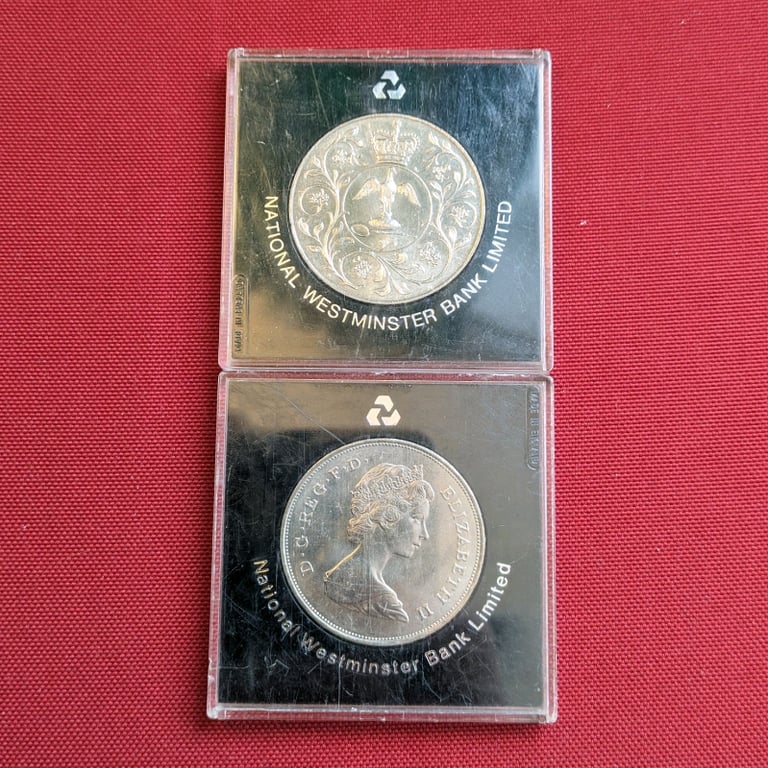 NATIONAL WESTMINSTER BANK LIMITED
D · G · REG · F · D · ELIZABETH II
National Westminster Bank Limited